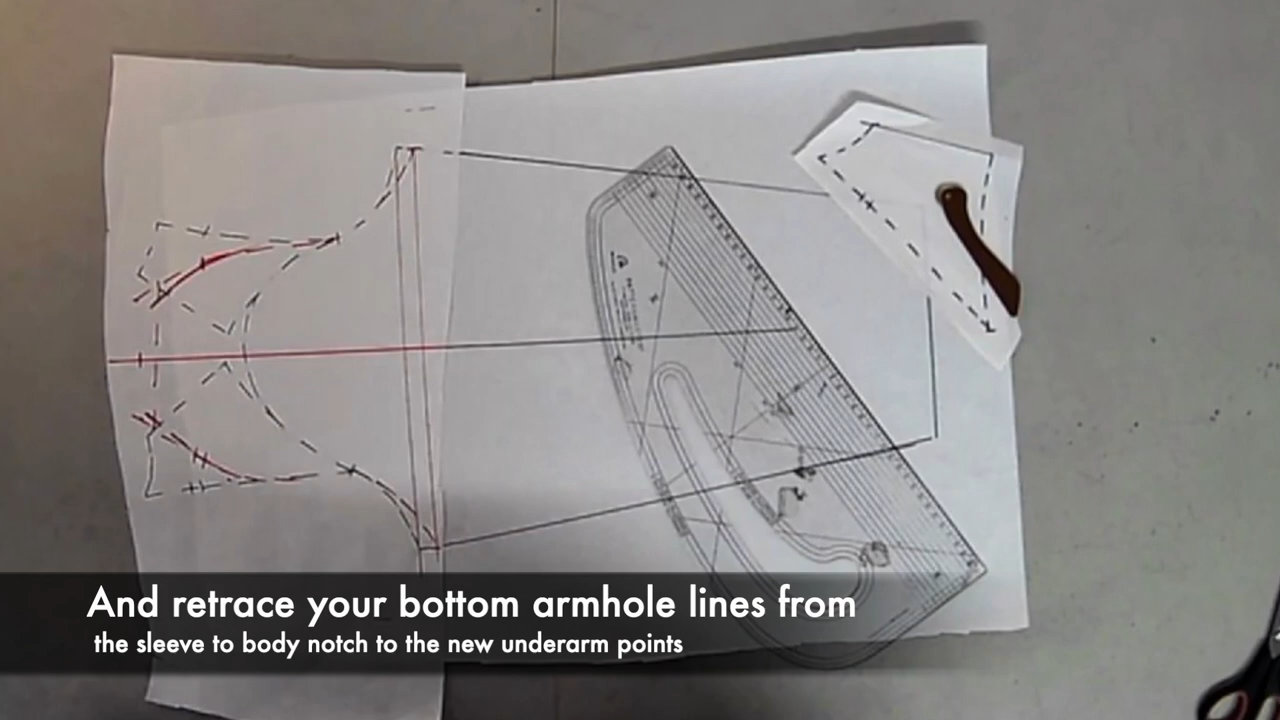 And retrace your bottom armhole lines from
the sleeve to body notch to the new underarm points